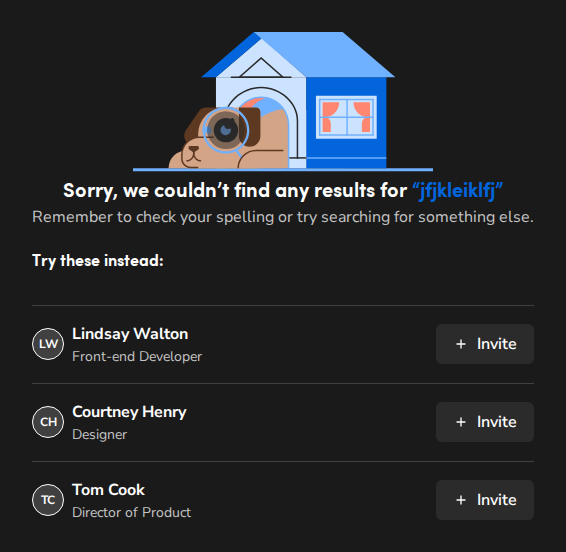 Sorry, we couldn’t find any results for “jfjkleiklfj”
Remember to check your spelling or try searching for something else.
Try these instead:
LW
Lindsay Walton
Front-end Developer
+ Invite
CH
Courtney Henry
Designer
+ Invite
TC
Tom Cook
Director of Product
+ Invite